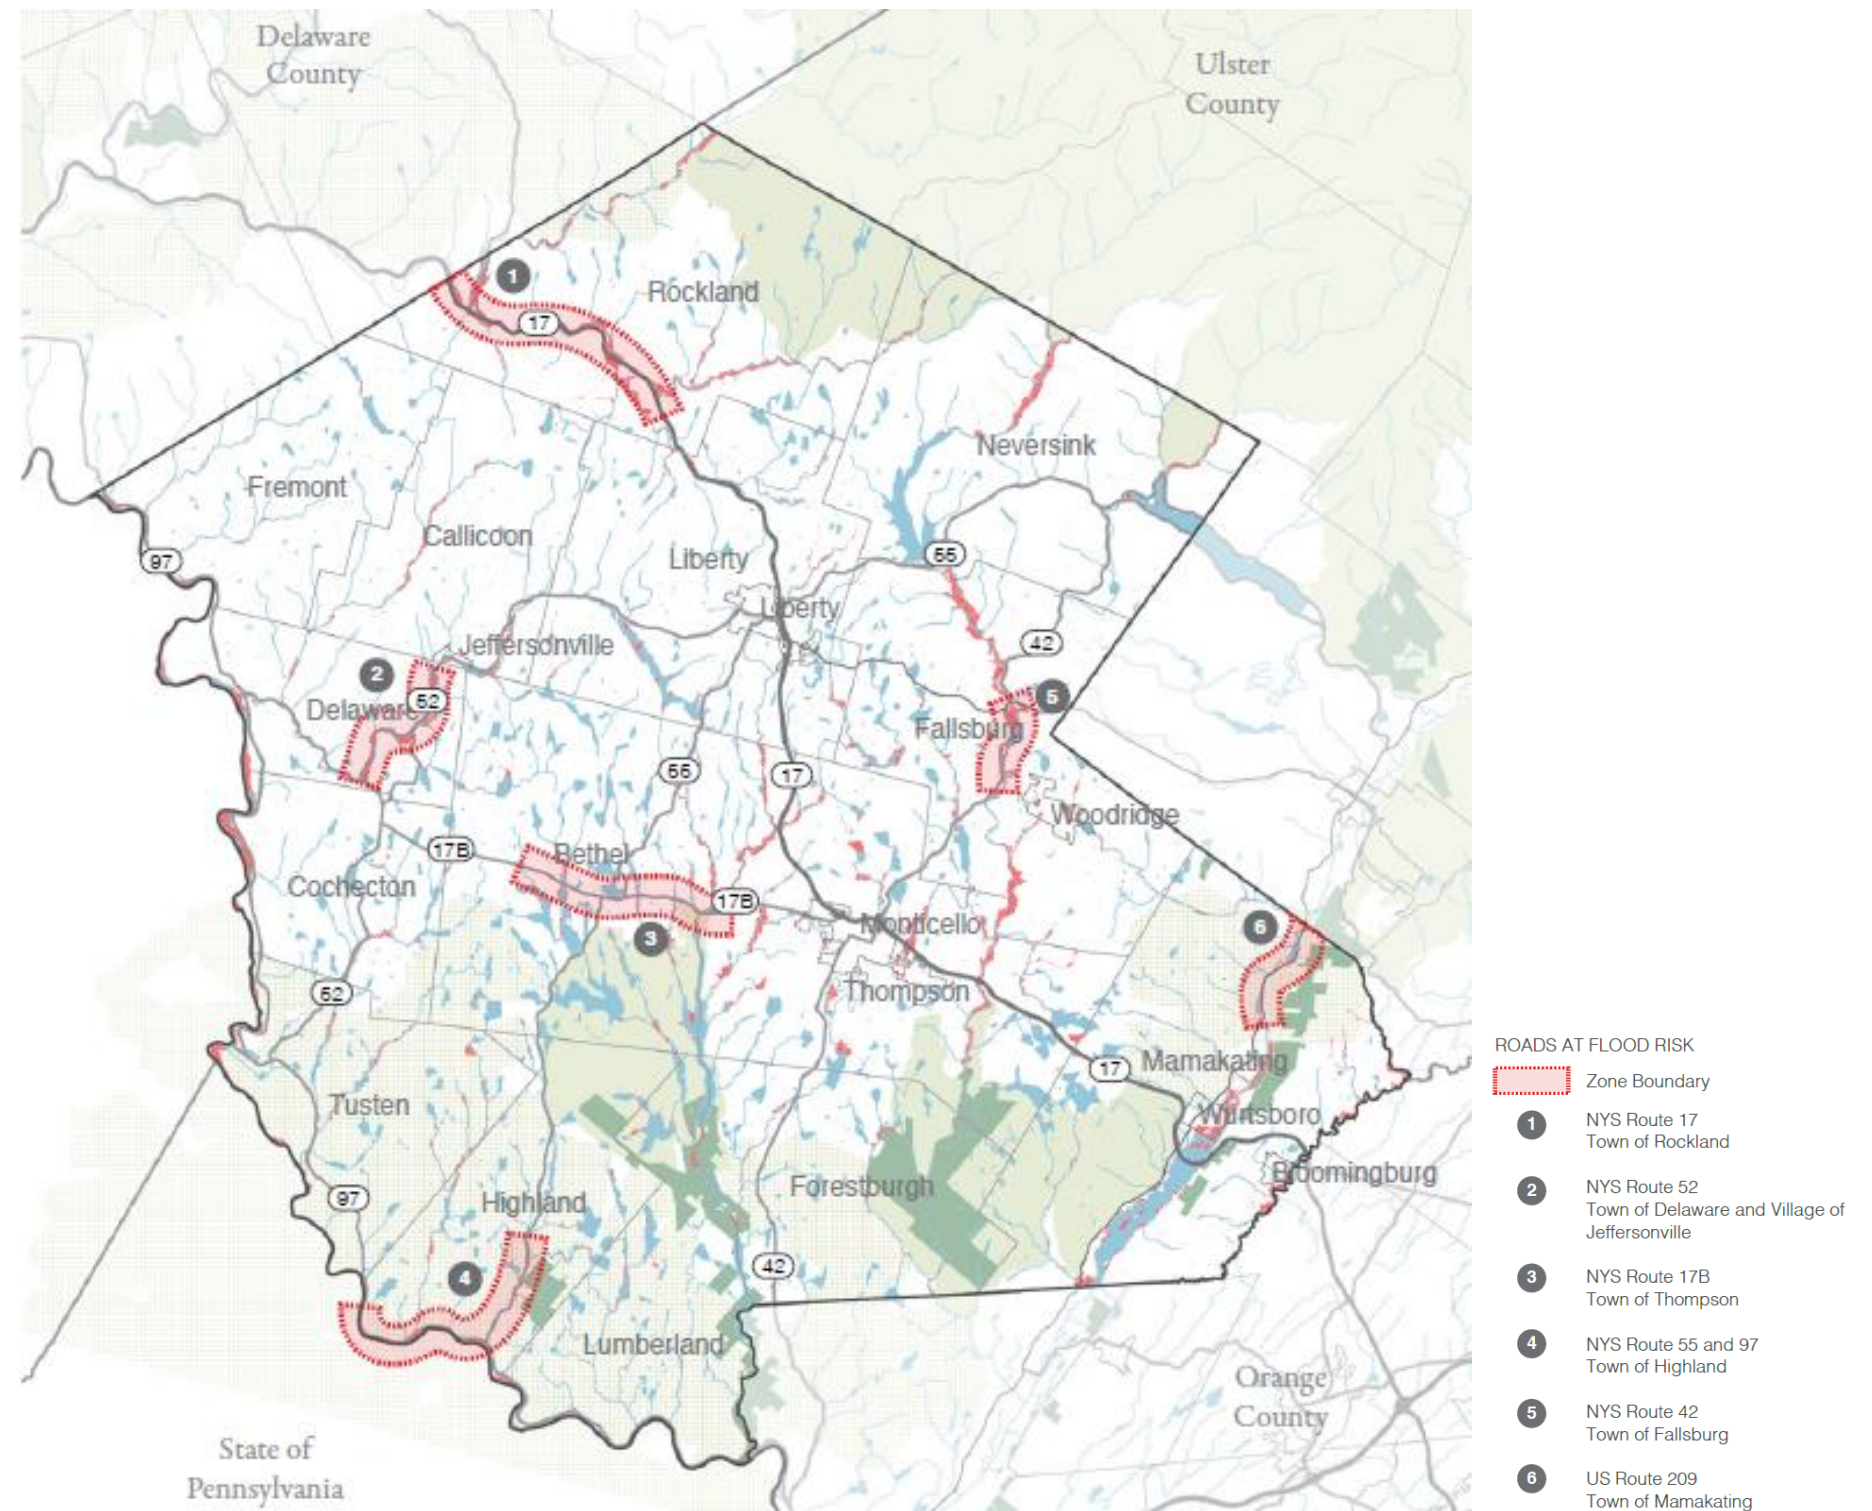 Delaware
County
Ulster
County
1
Rockland
17
Neversink
Fremont
Callicoon
Liberty
55
97
Liberty
42
Jeffersonville
2
52
Delaware
5
Fallsburg
55
17
Woodridge
17B
Bethel
Cochecton
17B
3
Monticello
6
52
Thompson
17
Mamakating
Tusten
Wurtsboro
Bloomingburg
97
Highland
Forestburgh
42
4
Lumberland
Orange
County
State of
Pennsylvania
ROADS AT FLOOD RISK
Zone Boundary
1 NYS Route 17
Town of Rockland
2 NYS Route 52
Town of Delaware and Village of
Jeffersonville
3 NYS Route 17B
Town of Thompson
4 NYS Route 55 and 97
Town of Highland
5 NYS Route 42
Town of Fallsburg
6 US Route 209
Town of Mamakating